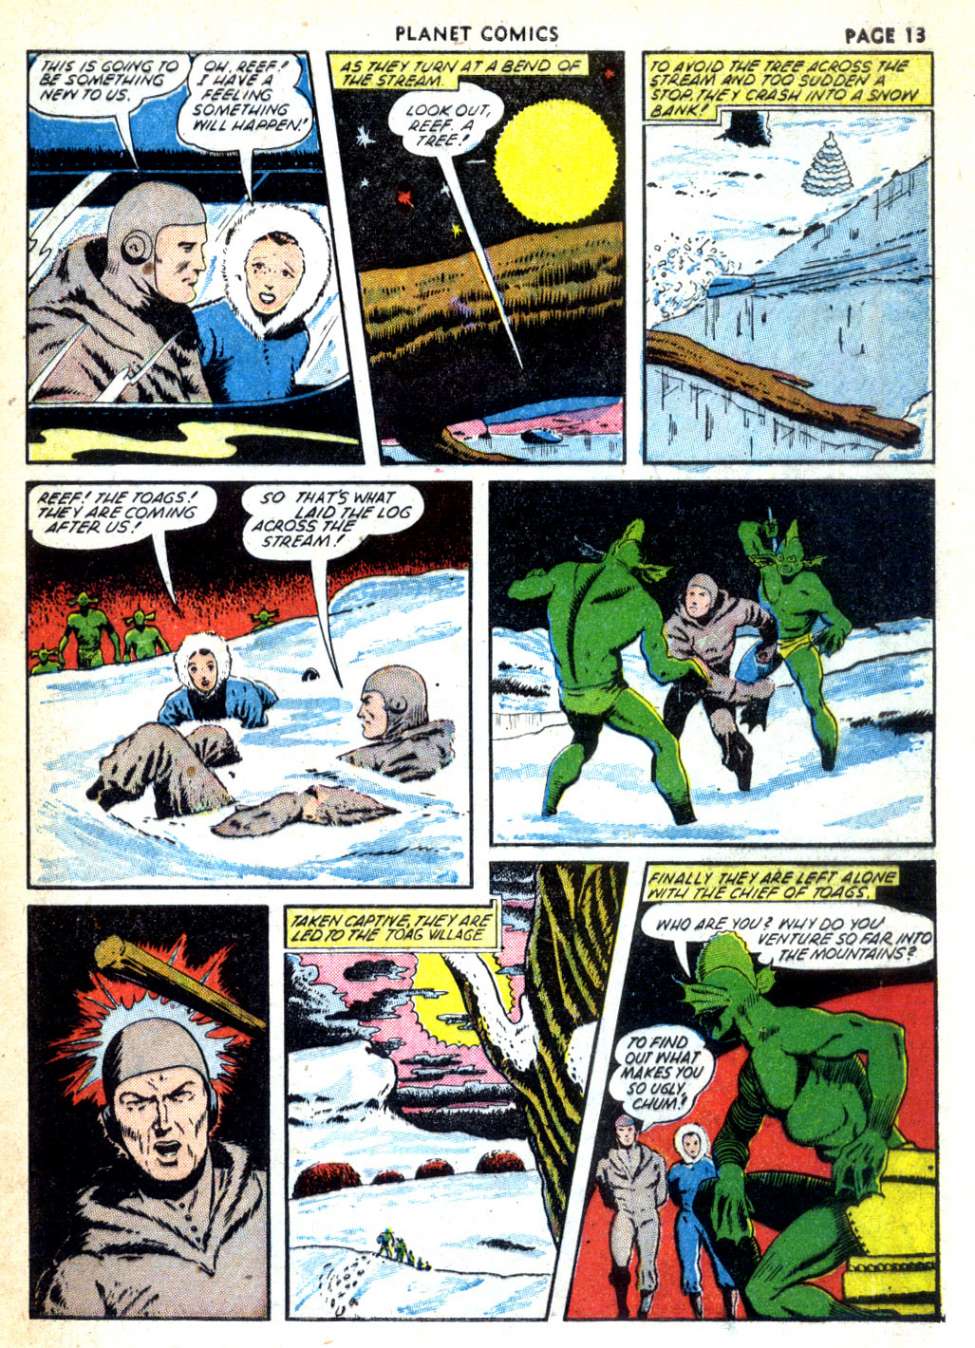 PLANET COMICS
PAGE 13
THIS IS GOING TO
BE SOMETHING
NEW TO US.
OH, REEF!
I HAVE A
FEELING
SOMETHING
WILL HAPPEN!
AS THEY TURN AT A BEND OF
THE STREAM.
LOOK OUT,
REEF. A
TREE!
TO AVOID THE TREE ACROSS THE
STREAM AND TOO SUDDEN A
STOP, THEY CRASH INTO A SNOW
BANK!
REEF! THE TOAGS!
THEY ARE COMING
AFTER US!
SO THAT'S WHAT
LAID THE LOG
ACROSS THE
STREAM!
TAKEN CAPTIVE, THEY ARE
LED TO THE TOAG VILLAGE
FINALLY THEY ARE LEFT ALONE
WITH THE CHIEF OF TOAGS.
WHO ARE YOU? WHY DO YOU
VENTURE SO FAR INTO
THE MOUNTAINS?
TO FIND
OUT WHAT
MAKES YOU
SO UGLY,
CHUM!